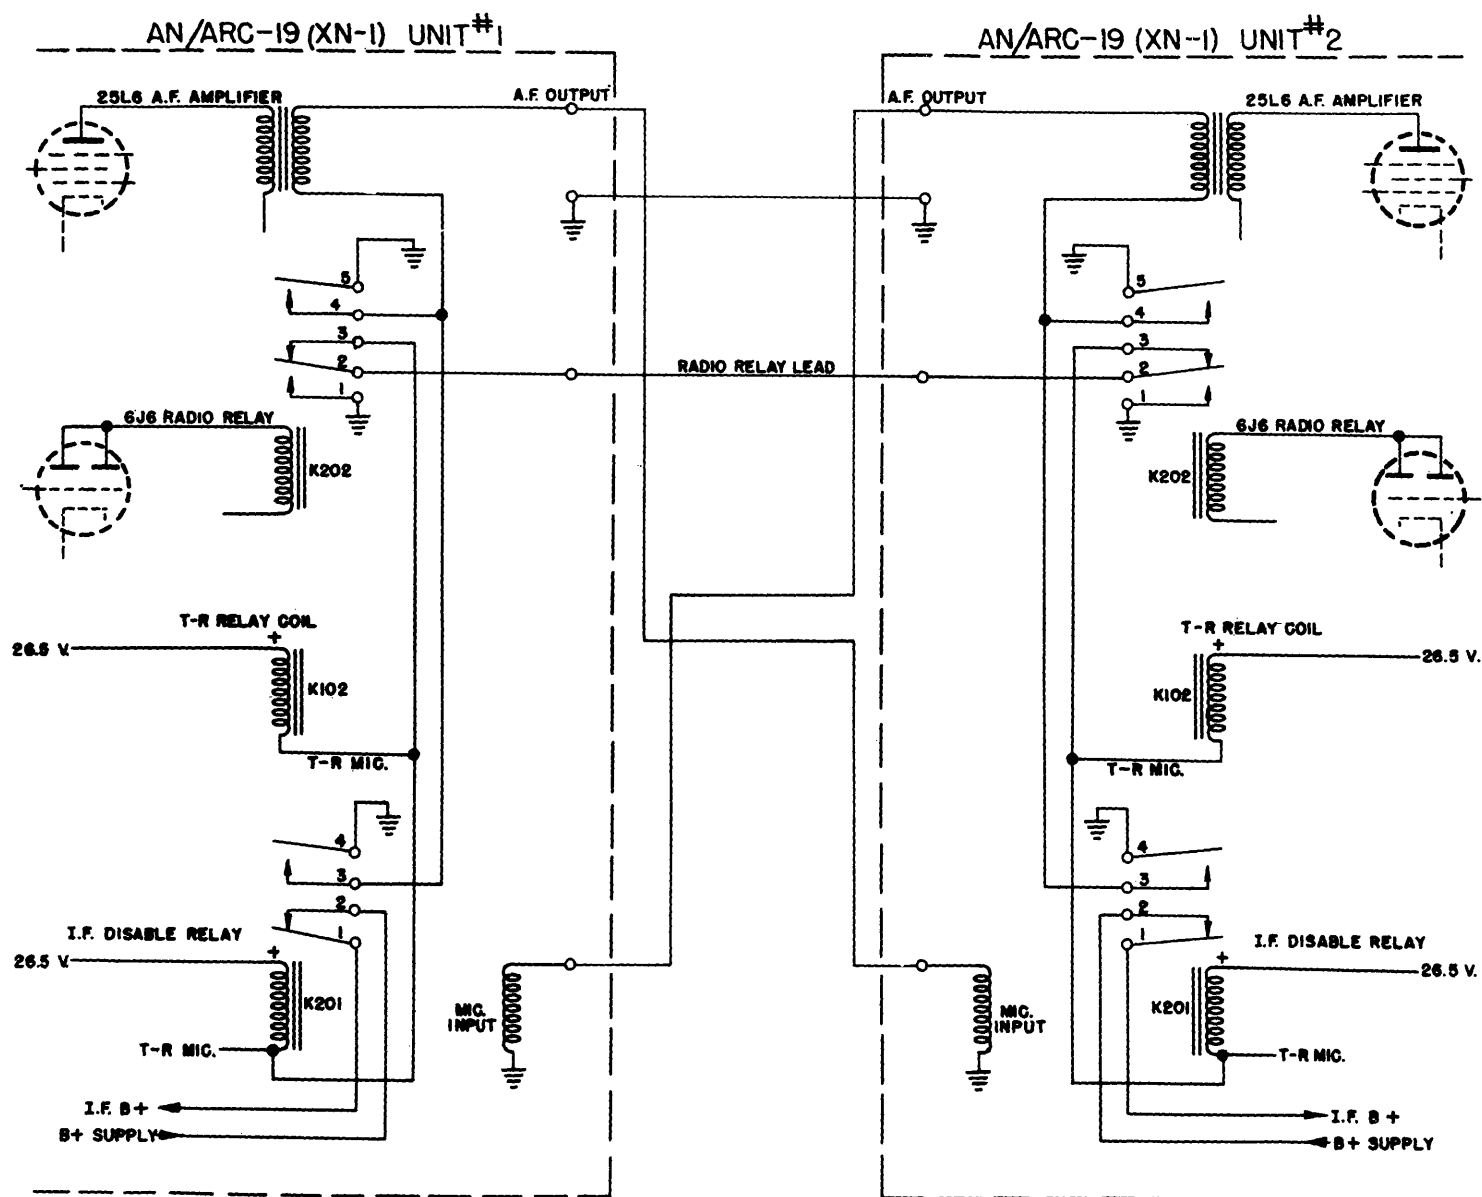 AN/ARC-19 (XN-1) UNIT #1
AN/ARC-19 (XN-1) UNIT #2
25L6 A.F. AMPLIFIER
A.F. OUTPUT
A.F. OUTPUT
25L6 A.F. AMPLIFIER
5
4
3
2
1
5
4
3
2
1
RADIO RELAY LEAD
6J6 RADIO RELAY
K202
6J6 RADIO RELAY
K202
T-R RELAY COIL
+
26.5 V.
K102
T-R MIC.
T-R RELAY COIL
+
26.5 V.
K102
T-R MIC.
4
3
2
1
4
3
2
1
I.F. DISABLE RELAY
+
26.5 V.
K201
T-R MIC.
MIC.
INPUT
MIC.
INPUT
I.F. DISABLE RELAY
+
26.5 V.
K201
T-R MIC.
I.F. B+
B+ SUPPLY
I.F. B +
B+ SUPPLY